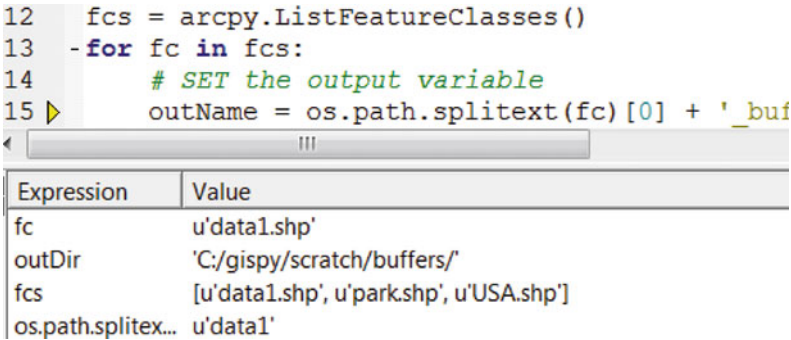 12 fcs = arcpy.ListFeatureClasses()
13 -for fc in fcs:
14 # SET the output variable
15 outName = os.path.splitext(fc)[0] + '_buf
Expression Value
fc u'data1.shp'
outDir 'C:/gispy/scratch/buffers/'
fcs [u'data1.shp', u'park.shp', u'USA.shp']
os.path.splitex... u'data1'